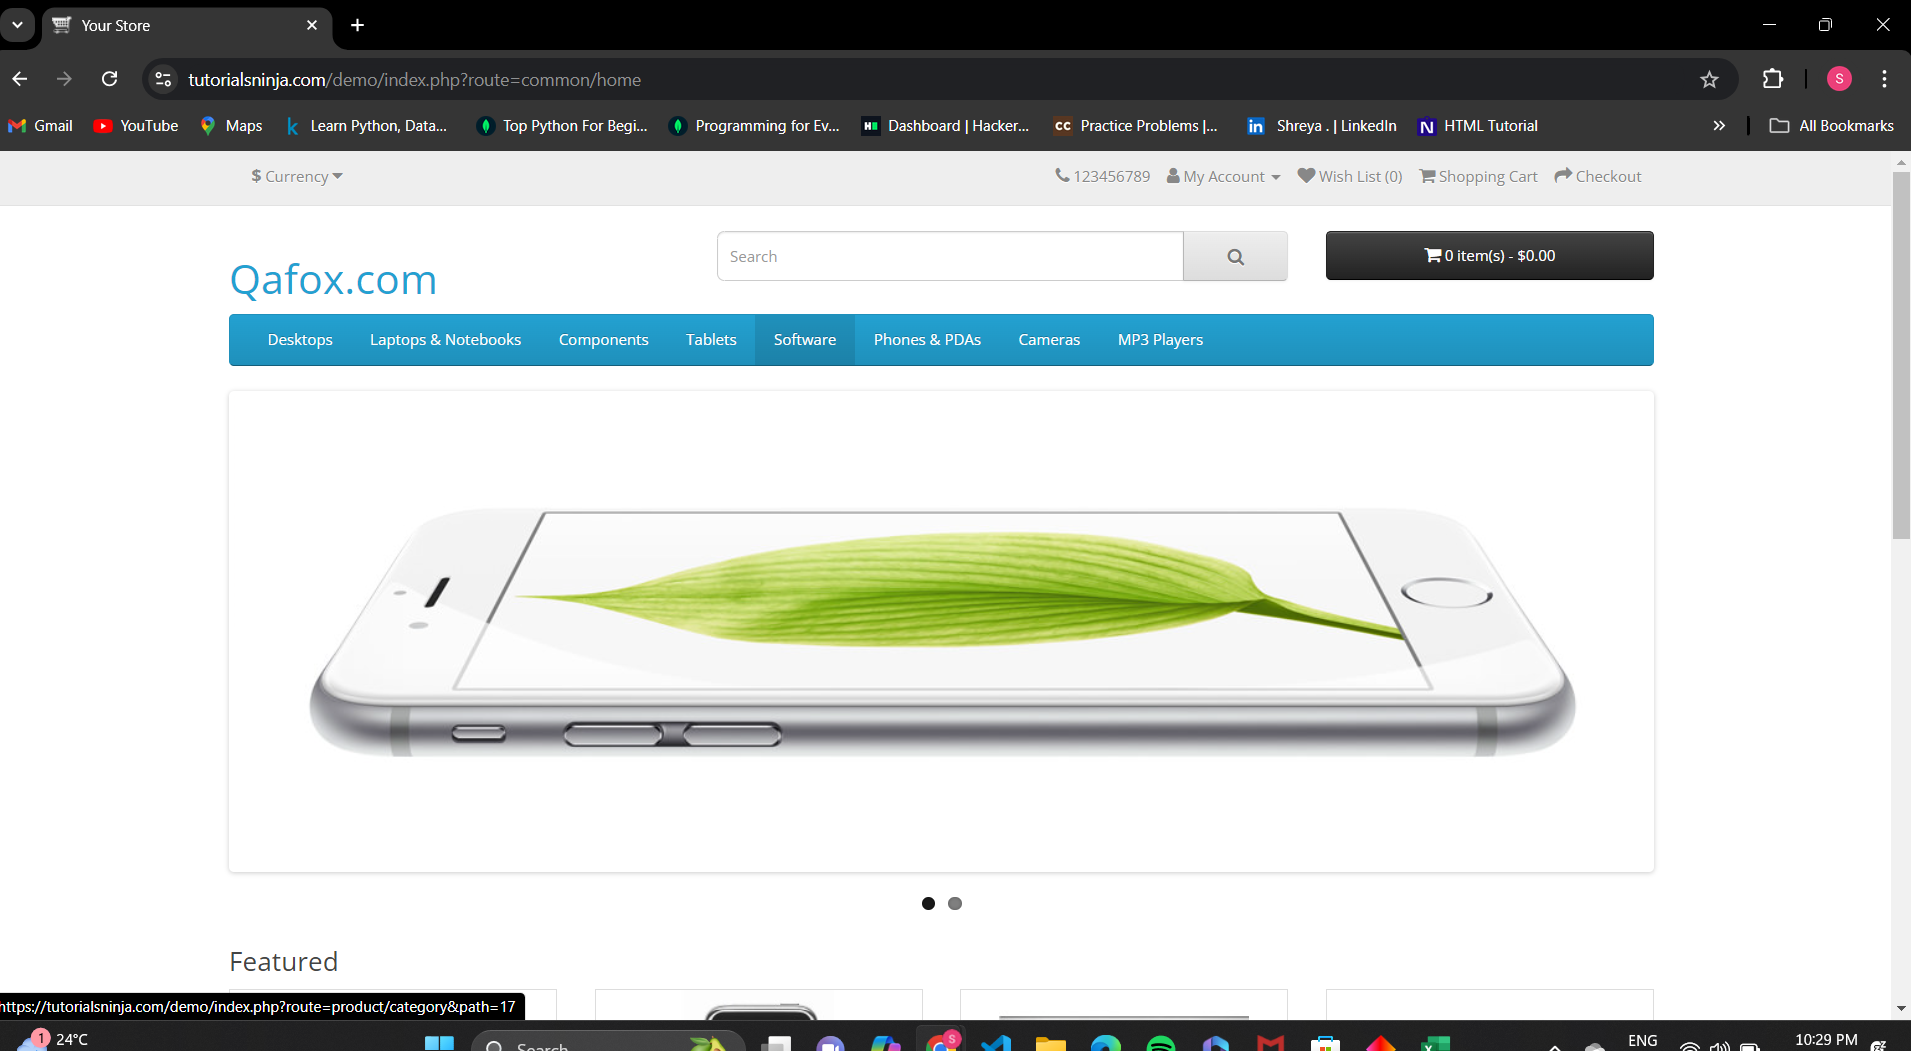 Your Store
tutorialsninja.com/demo/index.php?route=common/home
Gmail YouTube Maps Learn Python, Data... Top Python For Begi... Programming for Ev... Dashboard | Hacker... Practice Problems |... Shreya . | LinkedIn HTML Tutorial » All Bookmarks
$ Currency 123456789 My Account Wish List (0) Shopping Cart Checkout
Qafox.com
Search
0 item(s) - $0.00
Desktops Laptops & Notebooks Components Tablets Software Phones & PDAs Cameras MP3 Players
Featured
https://tutorialsninja.com/demo/index.php?route=product/category&path=17
1 24°C Search ENG 10:29 PM